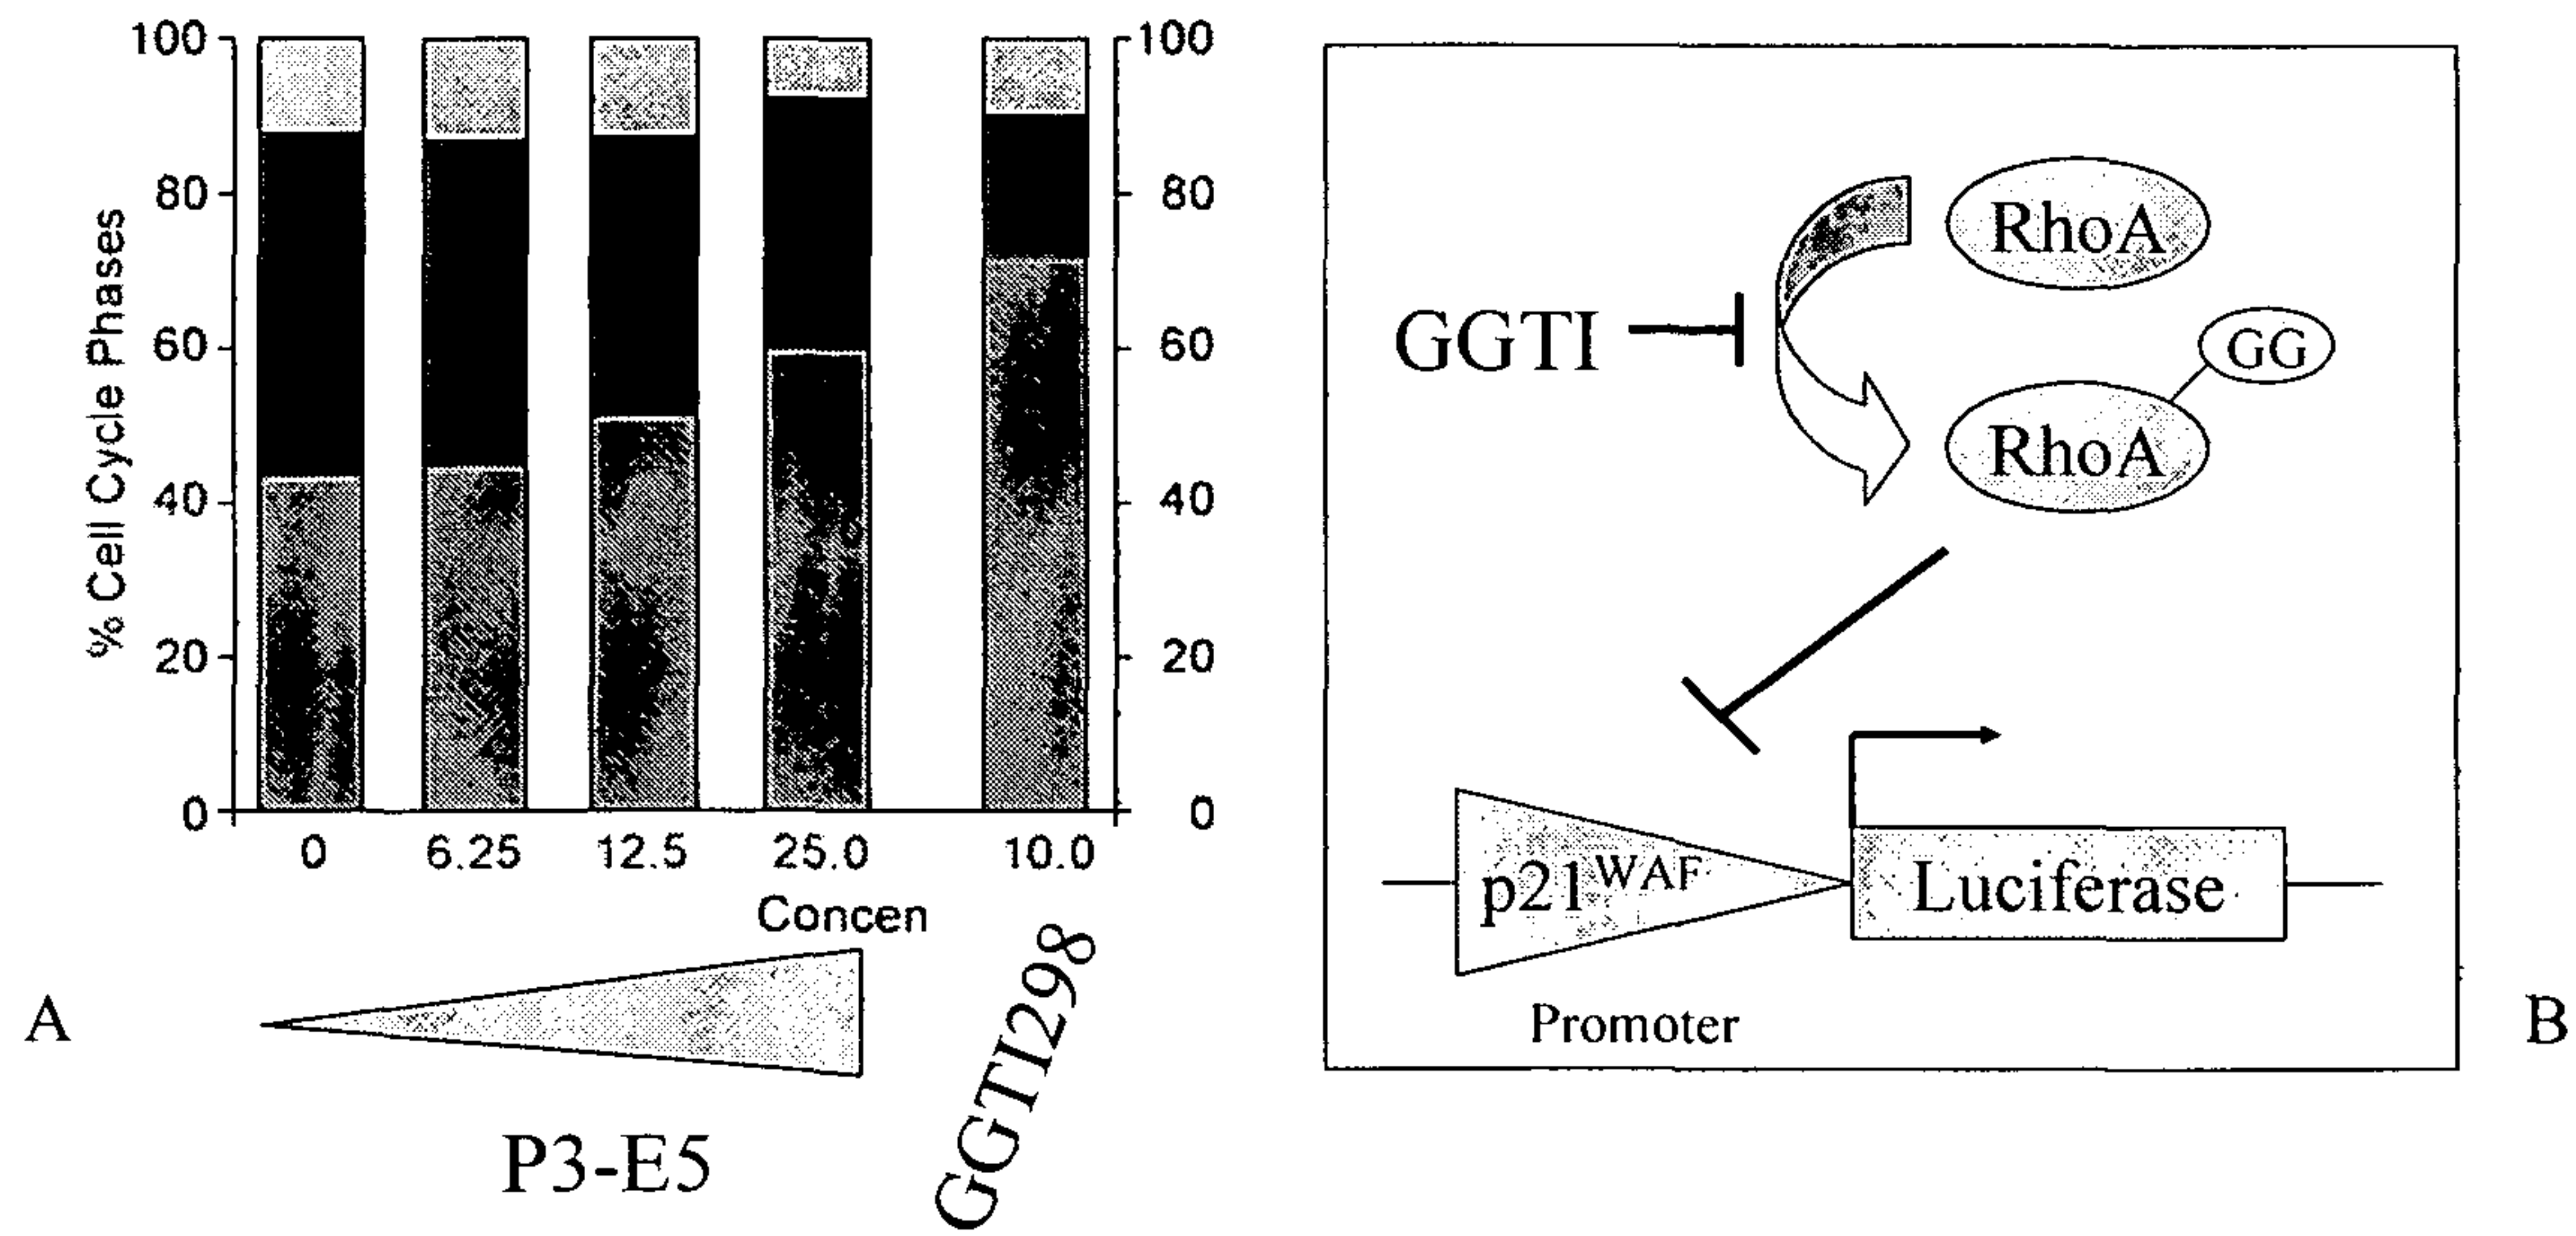 100
80
60
40
20
0
% Cell Cycle Phases
100
80
60
40
20
0
0 6.25 12.5 25.0 10.0
Concen
P3-E5
GGTI298
A
RhoA
GGTI
GG
RhoA
p21WAF
Luciferase
Promoter
B